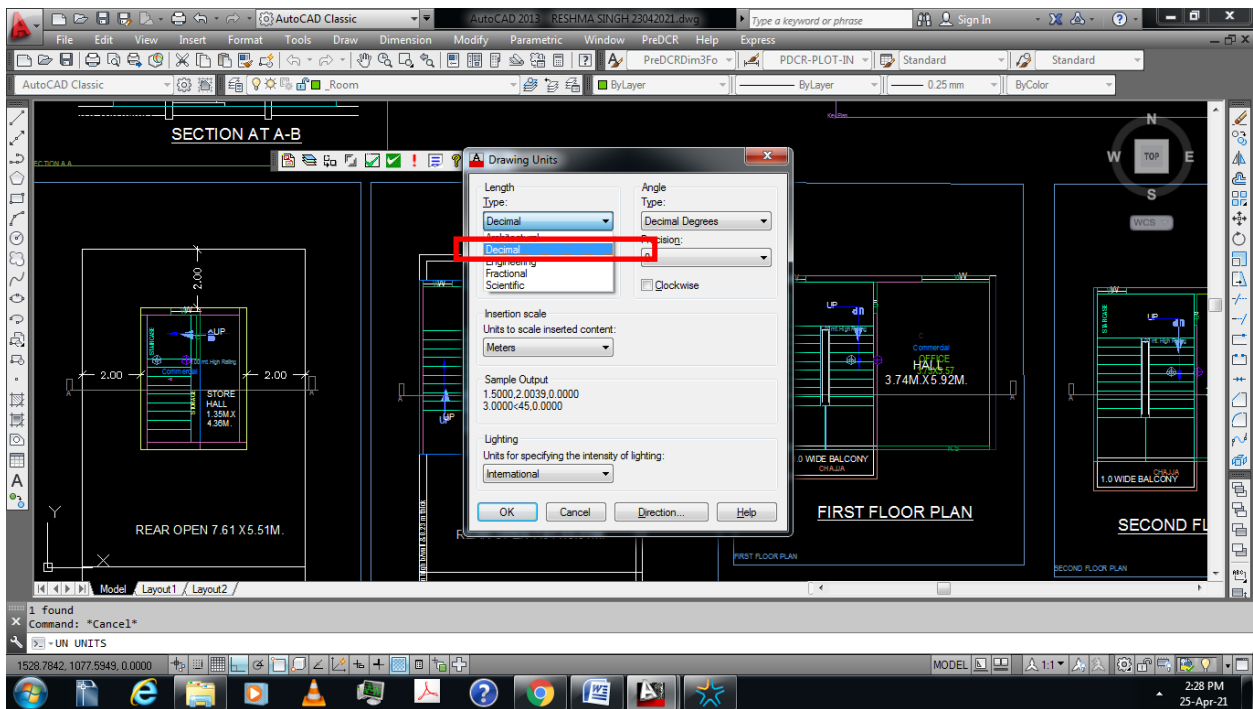 AutoCAD Classic
AutoCAD 2013 RESHMA SINGH 23042021.dwg
Type a keyword or phrase
Sign In
File Edit View Insert Format Tools Draw Dimension Modify Parametric Window PreDCR Help Express
PreDCRDim3Fo
PDCR-PLOT-IN
Standard
Standard
AutoCAD Classic
_Room
ByLayer
ByLayer
0.25 mm
ByColor
SECTION AT A-B
N
W TOP E
S
WCS
Drawing Units
Length
Type:
Decimal
Decimal
Engineering
Fractional
Scientific
Angle
Type:
Decimal Degrees
Precision:
0
Clockwise
Insertion scale
Units to scale inserted content:
Meters
Sample Output
1.5000,2.0039,0.0000
3.0000<45,0.0000
Lighting
Units for specifying the intensity of lighting:
International
OK Cancel Direction... Help
2.00
W
UP
STAIRCASE
2.00
2.00
Commercial
STORE
HALL
1.35M.X
4.36M.
A
A
REAR OPEN 7.61 X5.51M.
Y
X
W
UP
W
UP
dn
Commercial
OFFICE
HALL
3.74M.X5.92M.
.0 WIDE BALCONY
CHAJJA
FIRST FLOOR PLAN
FIRST FLOOR PLAN
W
UP
dn
STAIRCASE
CHAJJA
1.0 WIDE BALCONY
SECOND FL
SECOND FLOOR PLAN
Model Layout1 Layout2
1 found
Command: *Cancel*
UN UNITS
1528.7842, 1077.5949, 0.0000
MODEL
1:1
2:28 PM
25-Apr-21